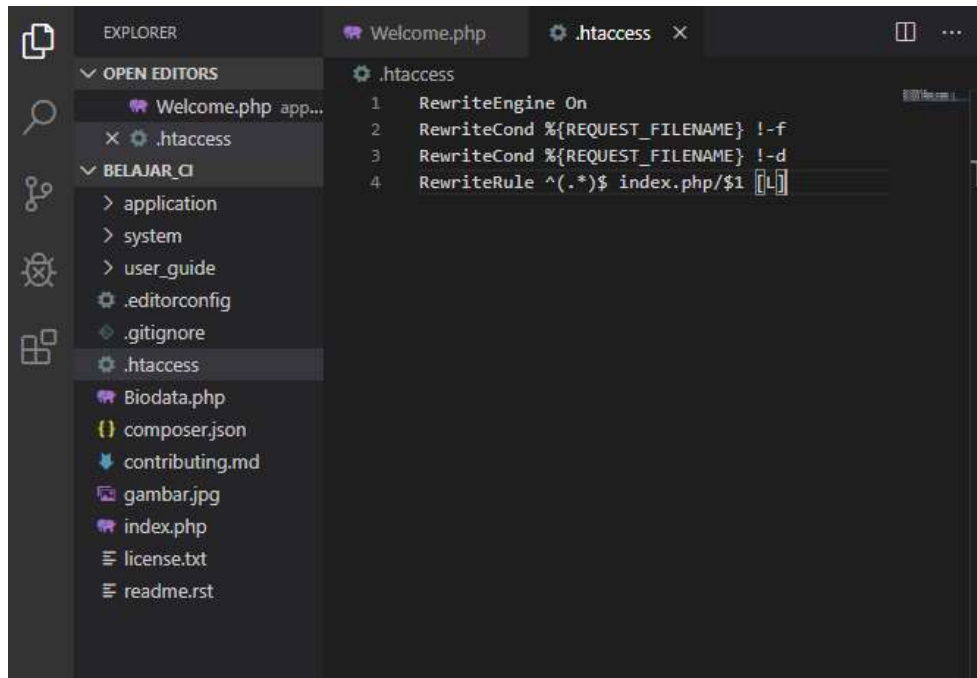 EXPLORER
OPEN EDITORS
Welcome.php app...
.htaccess
BELAJAR_CI
application
system
user_guide
.editorconfig
.gitignore
.htaccess
Biodata.php
composer.json
contributing.md
gambar.jpg
index.php
license.txt
readme.rst
Welcome.php .htaccess
.htaccess
1 RewriteEngine On
2 RewriteCond %{REQUEST_FILENAME} !-f
3 RewriteCond %{REQUEST_FILENAME} !-d
4 RewriteRule ^(.*)$ index.php/$1 [L]